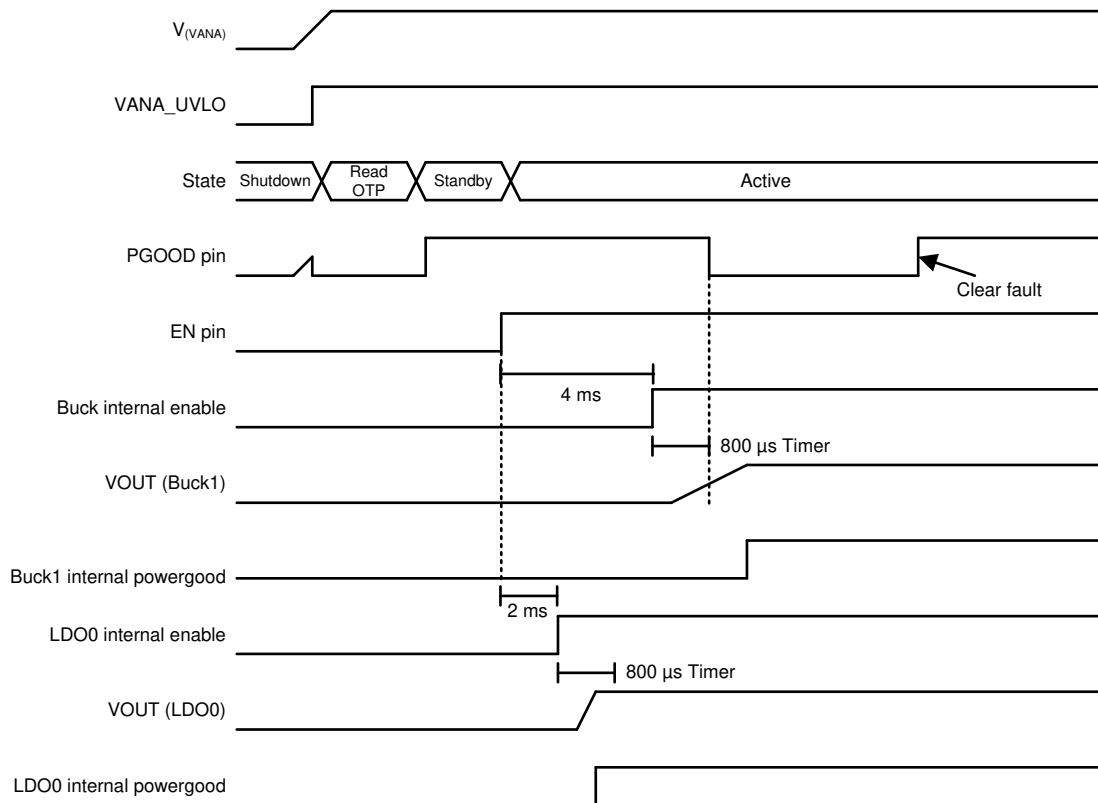 V(VANA)
VANA_UVLO
State
Shutdown
Read
OTP
Standby
Active
PGOOD pin
Clear fault
EN pin
4 ms
Buck internal enable
800 µs Timer
VOUT (Buck1)
Buck1 internal powergood
2 ms
LDO0 internal enable
800 µs Timer
VOUT (LDO0)
LDO0 internal powergood